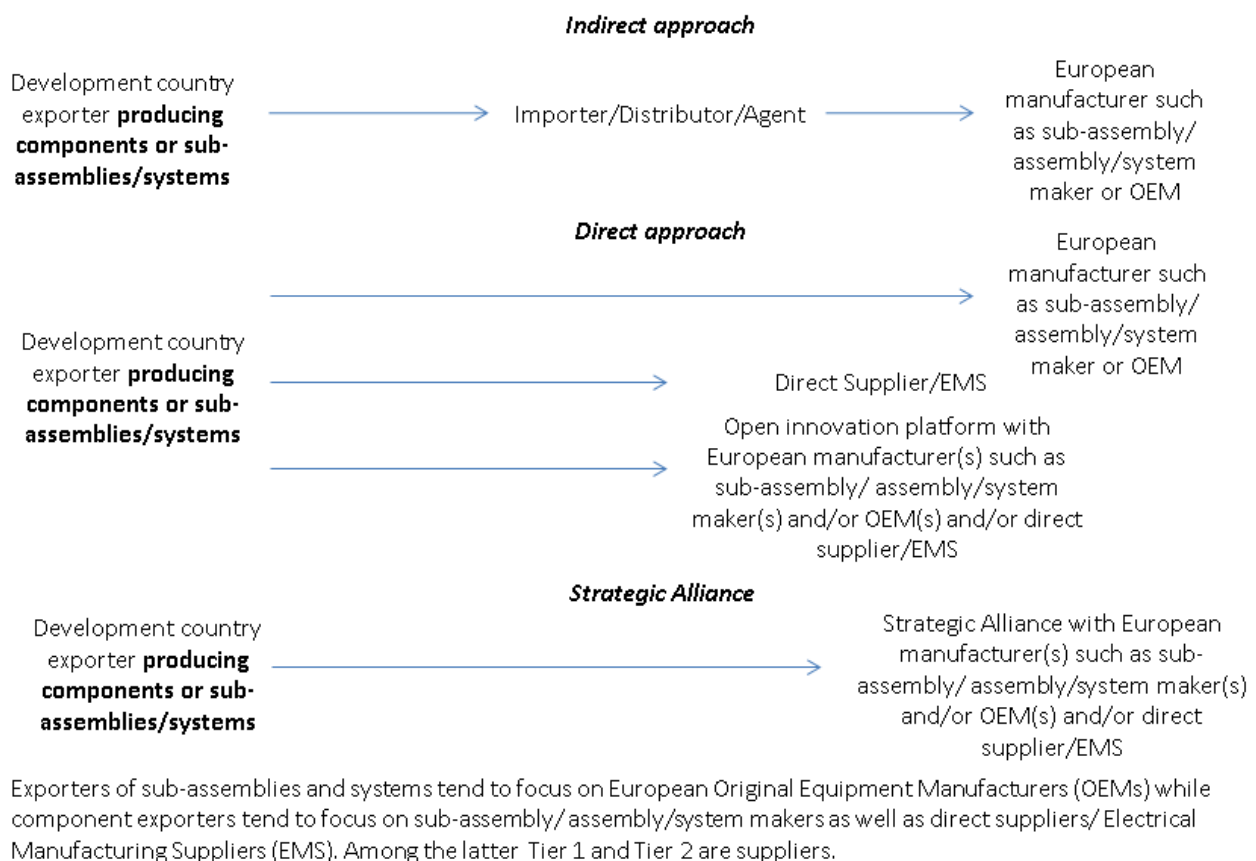 Indirect approach
Development country
exporter producing
components or sub-
assemblies/systems
Importer/Distributor/Agent
European
manufacturer such
as sub-assembly/
assembly/system
maker or OEM
Direct approach
European
manufacturer such
as sub-assembly/
assembly/system
maker or OEM
Development country
exporter producing
components or sub-
assemblies/systems
Direct Supplier/EMS
Open innovation platform with
European manufacturer(s) such as
sub-assembly/ assembly/system
maker(s) and/or OEM(s) and/or direct
supplier/EMS
Strategic Alliance
Development country
exporter producing
components or sub-
assemblies/systems
Strategic Alliance with European
manufacturer(s) such as sub-
assembly/ assembly/system maker(s)
and/or OEM(s) and/or direct
supplier/EMS
Exporters of sub-assemblies and systems tend to focus on European Original Equipment Manufacturers (OEMs) while
component exporters tend to focus on sub-assembly/ assembly/system makers as well as direct suppliers/ Electrical
Manufacturing Suppliers (EMS). Among the latter Tier 1 and Tier 2 are suppliers.